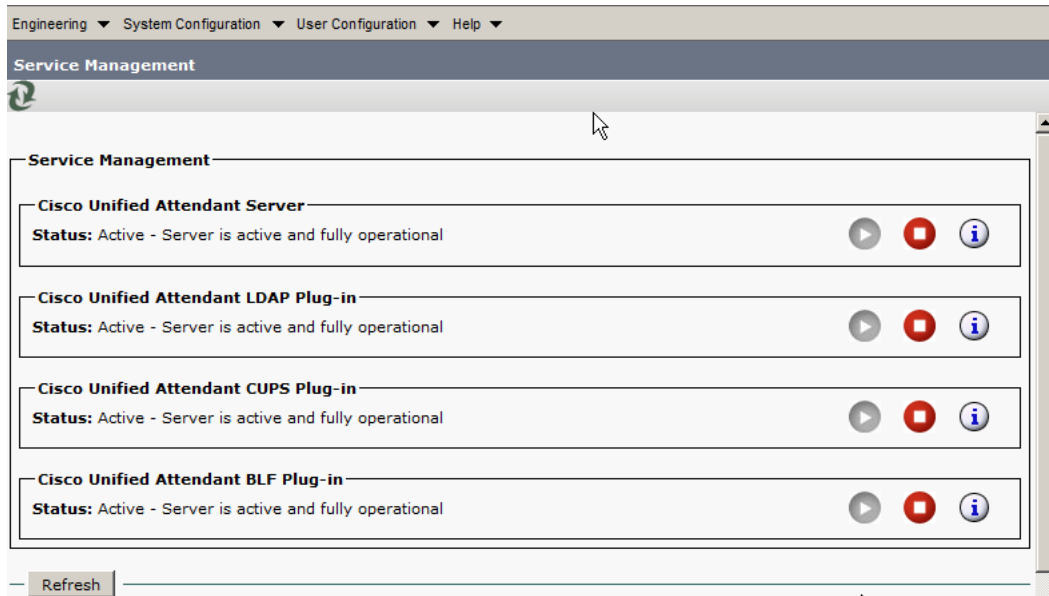 Engineering System Configuration User Configuration Help
Service Management
Service Management
Cisco Unified Attendant Server
Status: Active - Server is active and fully operational
Cisco Unified Attendant LDAP Plug-in
Status: Active - Server is active and fully operational
Cisco Unified Attendant CUPS Plug-in
Status: Active - Server is active and fully operational
Cisco Unified Attendant BLF Plug-in
Status: Active - Server is active and fully operational
Refresh